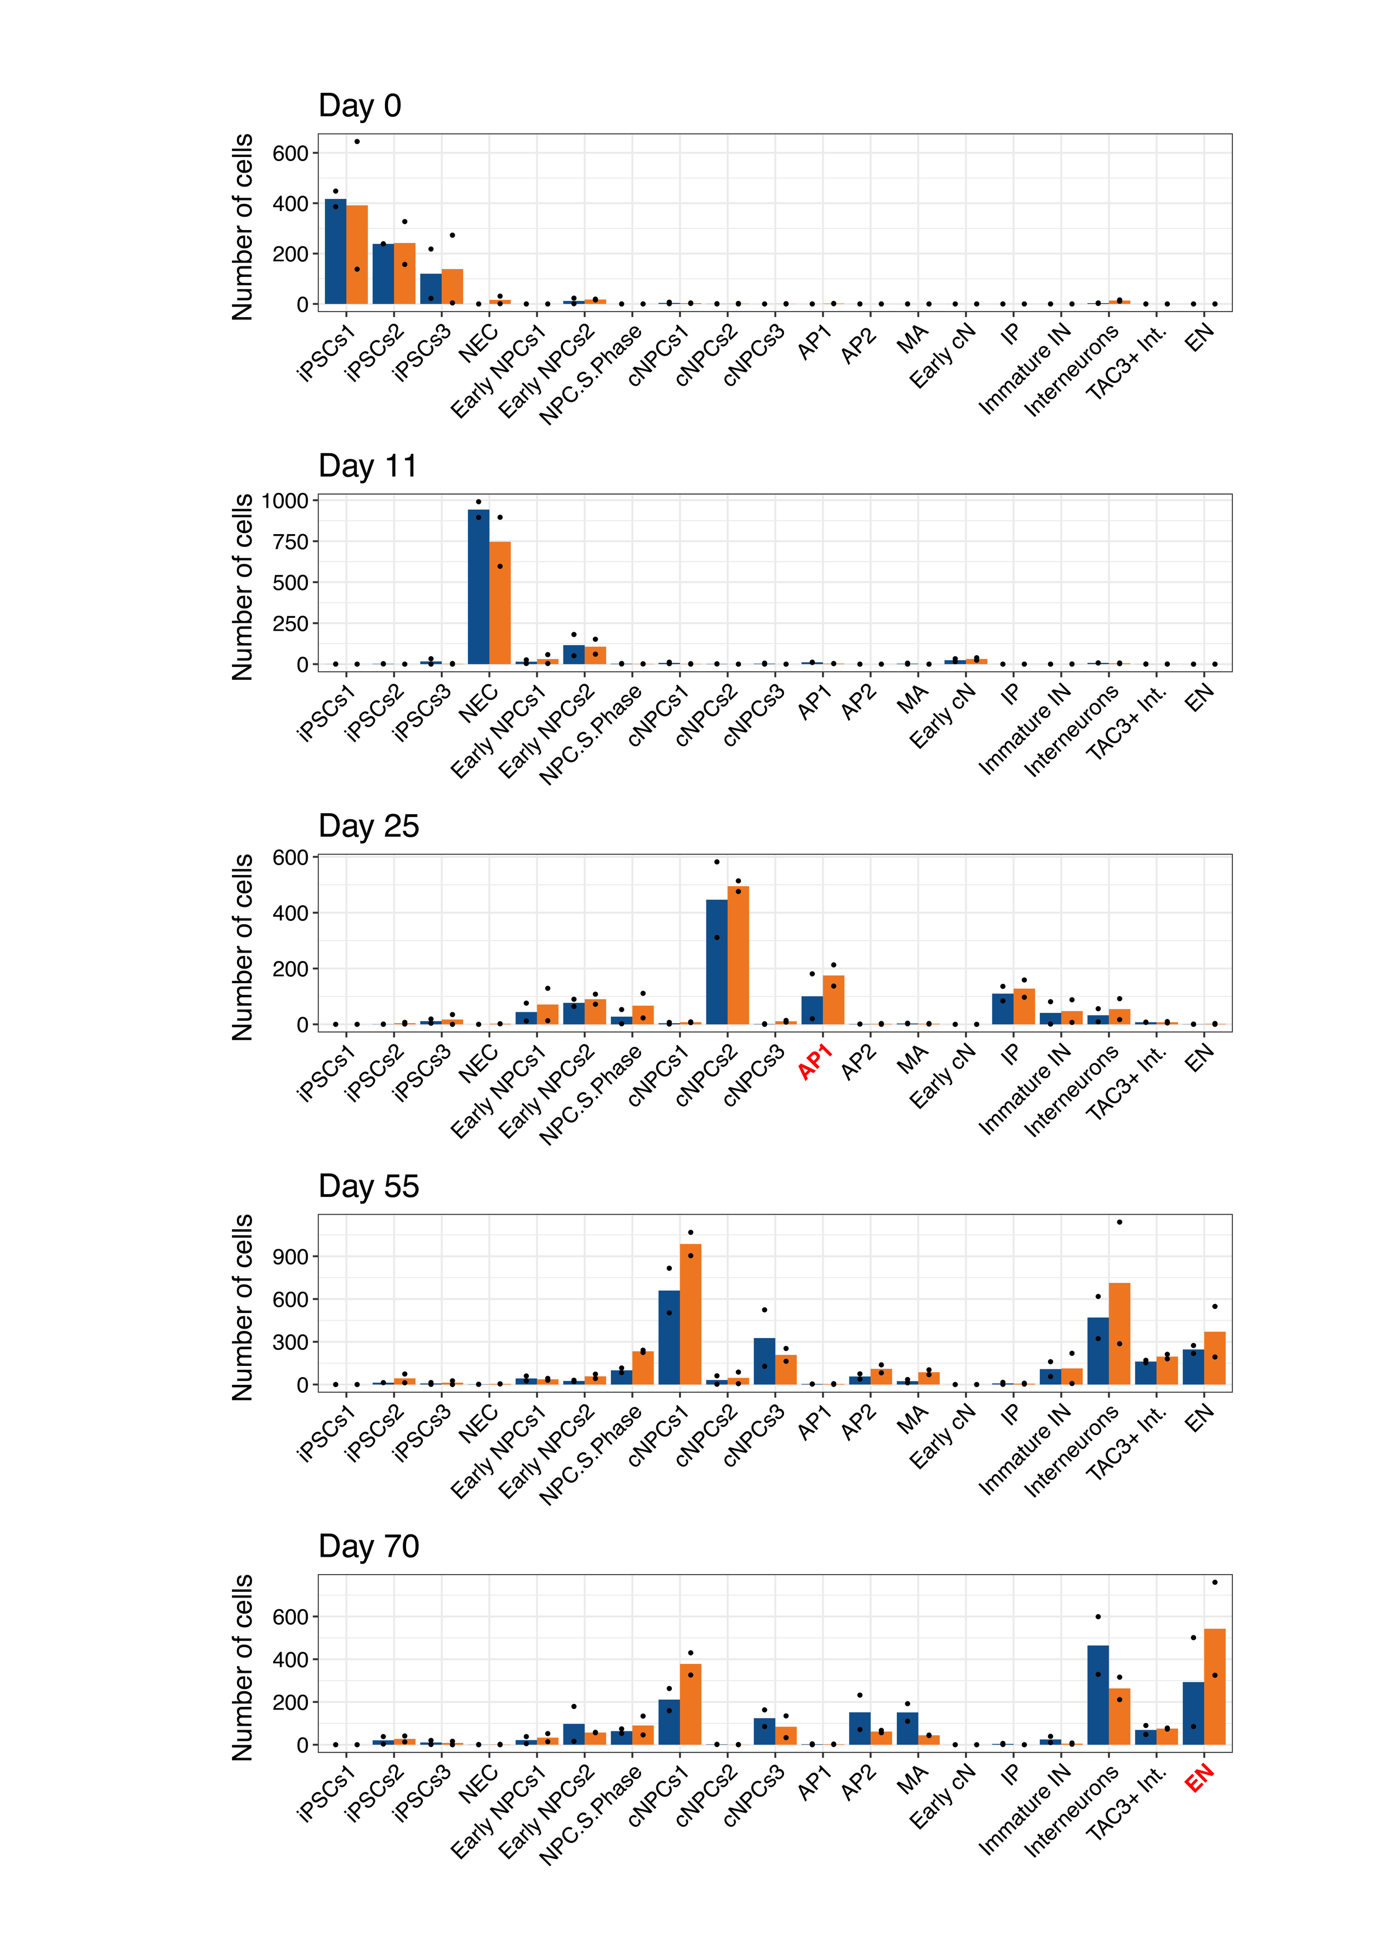 Day 0
Number of cells
600
400
200
0
iPSCs1 iPSCs2 iPSCs3 NEC Early NPCs1 Early NPCs2 NPC.S.Phase cNPCs1 cNPCs2 cNPCs3 AP1 AP2 MA Early cN IP Immature IN Interneurons TAC3+ Int. EN
Day 11
Number of cells
1000
750
500
250
0
iPSCs1 iPSCs2 iPSCs3 NEC Early NPCs1 Early NPCs2 NPC.S.Phase cNPCs1 cNPCs2 cNPCs3 AP1 AP2 MA Early cN IP Immature IN Interneurons TAC3+ Int. EN
Day 25
Number of cells
600
400
200
0
iPSCs1 iPSCs2 iPSCs3 NEC Early NPCs1 Early NPCs2 NPC.S.Phase cNPCs1 cNPCs2 cNPCs3 AP1 AP2 MA Early cN IP Immature IN Interneurons TAC3+ Int. EN
Day 55
Number of cells
900
600
300
0
iPSCs1 iPSCs2 iPSCs3 NEC Early NPCs1 Early NPCs2 NPC.S.Phase cNPCs1 cNPCs2 cNPCs3 AP1 AP2 MA Early cN IP Immature IN Interneurons TAC3+ Int. EN
Day 70
Number of cells
600
400
200
0
iPSCs1 iPSCs2 iPSCs3 NEC Early NPCs1 Early NPCs2 NPC.S.Phase cNPCs1 cNPCs2 cNPCs3 AP1 AP2 MA Early cN IP Immature IN Interneurons TAC3+ Int. EN